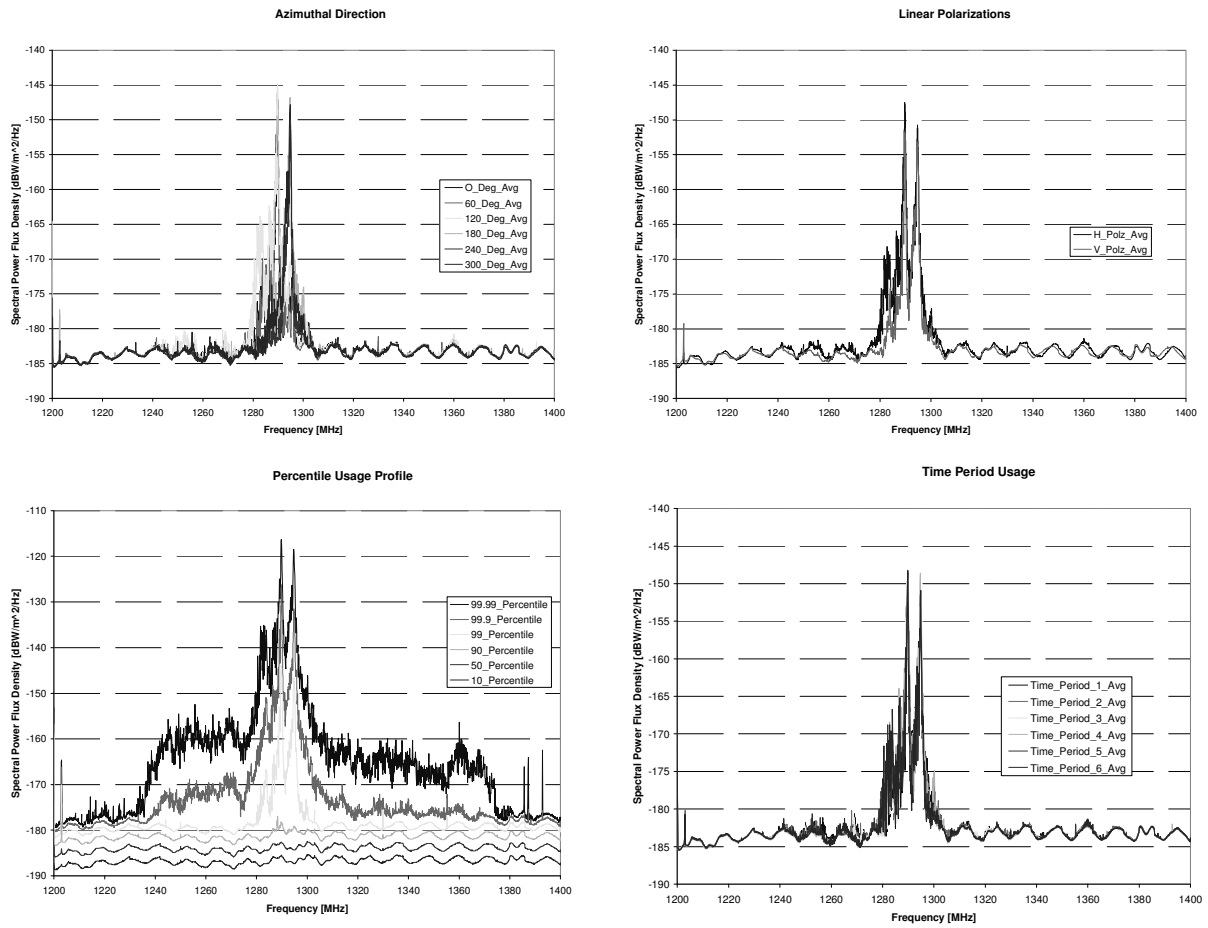 Azimuthal Direction
-140
-145
-150
-155
-160
-165
-170
-175
-180
-185
-190
Spectral Power Flux Density [dBW/m^2/Hz]
O_Deg_Avg
60_Deg_Avg
120_Deg_Avg
180_Deg_Avg
240_Deg_Avg
300_Deg_Avg
1200 1220 1240 1260 1280 1300 1320 1340 1360 1380 1400
Frequency [MHz]
Linear Polarizations
-140
-145
-150
-155
-160
-165
-170
-175
-180
-185
-190
Spectral Power Flux Density [dBW/m^2/Hz]
H_Polz_Avg
V_Polz_Avg
1200 1220 1240 1260 1280 1300 1320 1340 1360 1380 1400
Frequency [MHz]
Percentile Usage Profile
-110
-120
-130
-140
-150
-160
-170
-180
-190
Spectral Power Flux Density [dBW/m^2/Hz]
99.99_Percentile
99.9_Percentile
99_Percentile
90_Percentile
50_Percentile
10_Percentile
1200 1220 1240 1260 1280 1300 1320 1340 1360 1380 1400
Frequency [MHz]
Time Period Usage
-140
-145
-150
-155
-160
-165
-170
-175
-180
-185
-190
Spectral Power Flux Density [dBW/m^2/Hz]
Time_Period_1_Avg
Time_Period_2_Avg
Time_Period_3_Avg
Time_Period_4_Avg
Time_Period_5_Avg
Time_Period_6_Avg
1200 1220 1240 1260 1280 1300 1320 1340 1360 1380 1400
Frequency [MHz]